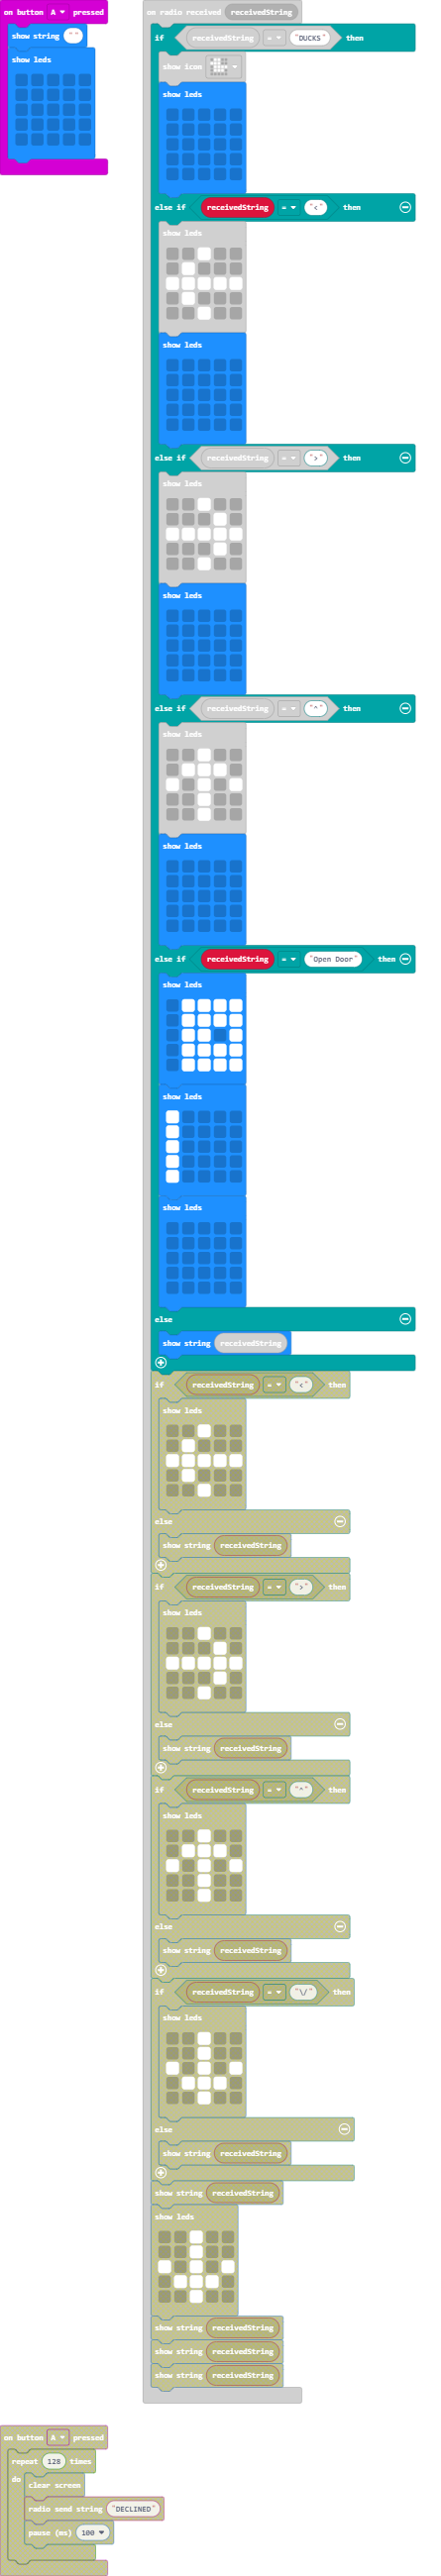 on button A pressed
show string " "
show leds
on radio received receivedString
if receivedString = "DUCKS" then
show icon
show leds
else if receivedString = "<" then
show leds
show leds
else if receivedString = ">" then
show leds
show leds
else if receivedString = "^" then
show leds
show leds
else if receivedString = "Open Door" then
show leds
show leds
show leds
else
show string receivedString
if receivedString = "<" then
show leds
else
show string receivedString
if receivedString = ">" then
show leds
else
show string receivedString
if receivedString = "^" then
show leds
else
show string receivedString
if receivedString = "\/" then
show leds
else
show string receivedString
show string receivedString
show leds
show string receivedString
show string receivedString
show string receivedString
on button A pressed
repeat 128 times
do
clear screen
radio send string "DECLINED"
pause (ms) 100